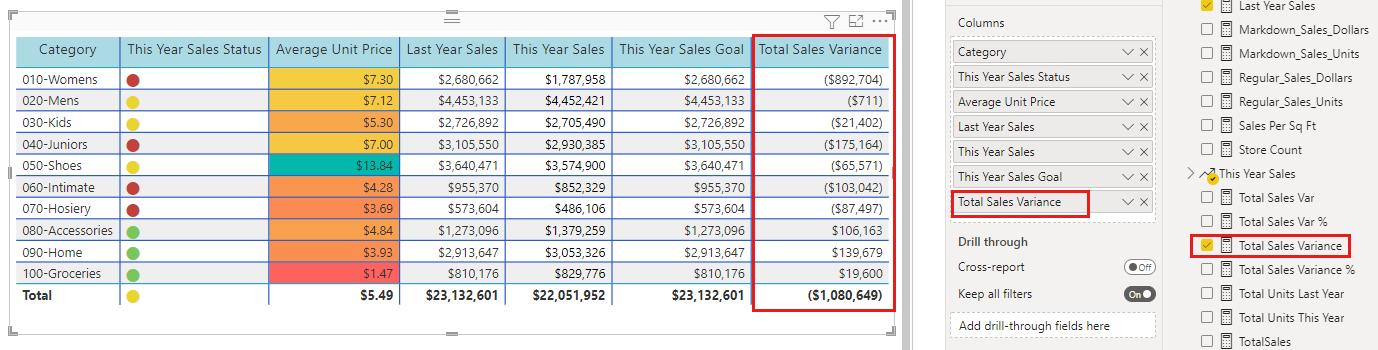 Category This Year Sales Status Average Unit Price Last Year Sales This Year Sales This Year Sales Goal Total Sales Variance
010-Womens $7.30 $2,680,662 $1,787,958 $2,680,662 ($892,704)
020-Mens $7.12 $4,453,133 $4,452,421 $4,453,133 ($711)
030-Kids $5.30 $2,726,892 $2,705,490 $2,726,892 ($21,402)
040-Juniors $7.00 $3,105,550 $2,930,385 $3,105,550 ($175,164)
050-Shoes $13.84 $3,640,471 $3,574,900 $3,640,471 ($65,571)
060-Intimate $4.28 $955,370 $852,329 $955,370 ($103,042)
070-Hosiery $3.69 $573,604 $486,106 $573,604 ($87,497)
080-Accessories $4.84 $1,273,096 $1,379,259 $1,273,096 $106,163
090-Home $3.93 $2,913,647 $3,053,326 $2,913,647 $139,679
100-Groceries $1.47 $810,176 $829,776 $810,176 $19,600
Total $5.49 $23,132,601 $22,051,952 $23,132,601 ($1,080,649)
Columns
Category
This Year Sales Status
Average Unit Price
Last Year Sales
This Year Sales
This Year Sales Goal
Total Sales Variance
Drill through
Cross-report Off
Keep all filters On
Add drill-through fields here
Last Year Sales
Markdown_Sales_Dollars
Markdown_Sales_Units
Regular_Sales_Dollars
Regular_Sales_Units
Sales Per Sq Ft
Store Count
This Year Sales
Total Sales Var
Total Sales Var %
Total Sales Variance
Total Sales Variance %
Total Units Last Year
Total Units This Year
TotalSales